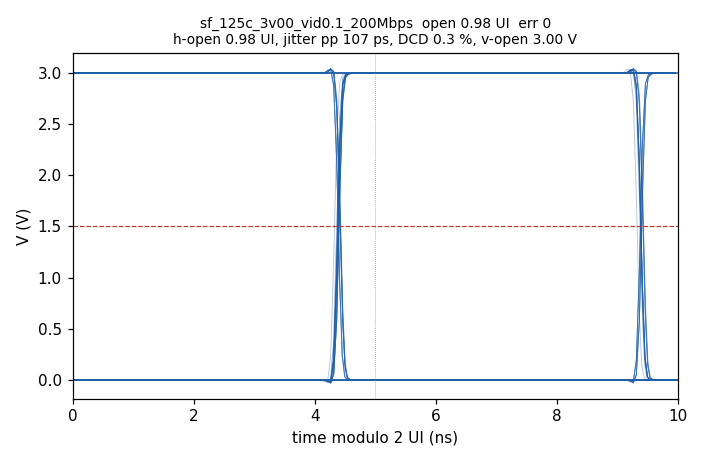 sf_125c_3v00_vid0.1_200Mbps  open 0.98 UI  err 0
h-open 0.98 UI, jitter pp 107 ps, DCD 0.3 %, v-open 3.00 V
3.0
2.5
2.0
1.5
1.0
0.5
0.0
V (V)
0 2 4 6 8 10
time modulo 2 UI (ns)